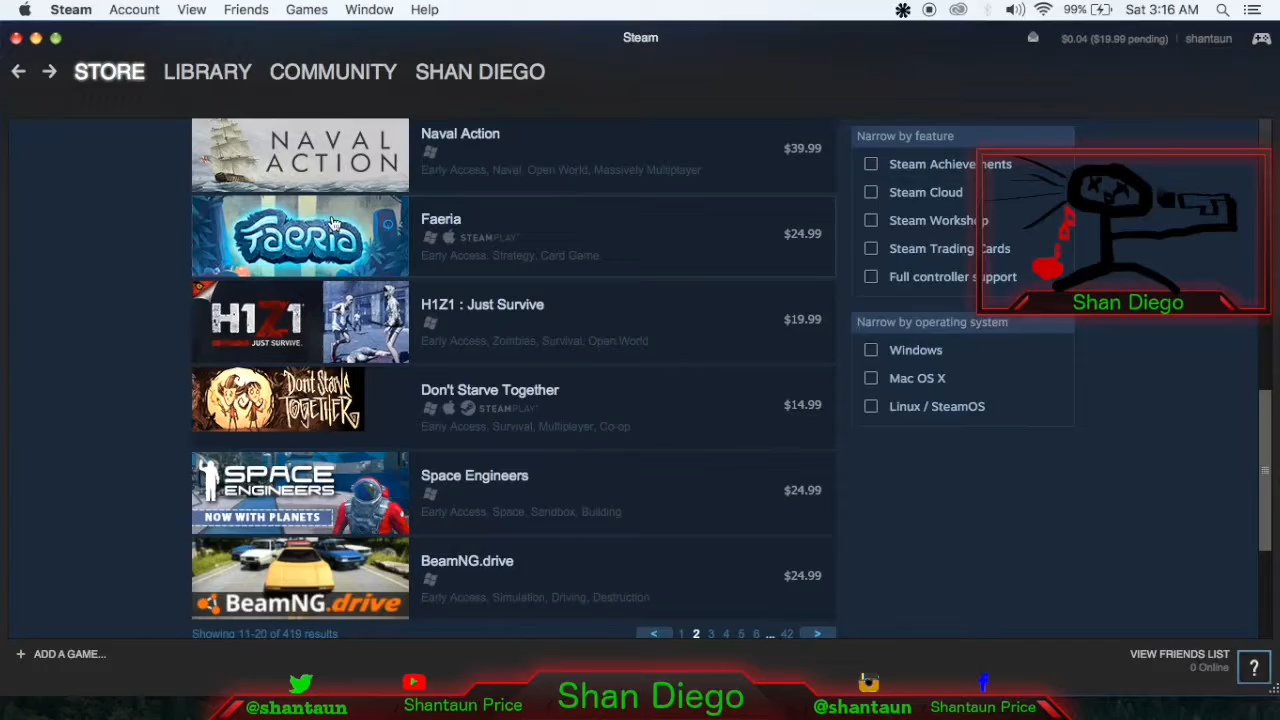 Steam Account View Friends Games Window Help 99% Sat 3:16 AM
Steam
$0.04 ($19.99 pending) shantaun
STORE LIBRARY COMMUNITY SHAN DIEGO
NAVAL ACTION
Naval Action
$39.99
Early Access, Naval, Open World, Massively Multiplayer
Faeria
Faeria
STEAMPLAY
$24.99
Early Access, Strategy, Card Game
H1Z1
JUST SURVIVE.
H1Z1 : Just Survive
$19.99
Early Access, Zombies, Survival, Open World
Don't Starve TOGETHER
Don't Starve Together
STEAMPLAY
$14.99
Early Access, Survival, Multiplayer, Co-op
SPACE ENGINEERS
NOW WITH PLANETS
Space Engineers
$24.99
Early Access, Space, Sandbox, Building
BeamNG.drive
BeamNG.drive
$24.99
Early Access, Simulation, Driving, Destruction
Showing 11-20 of 419 results
< 1 2 3 4 5 6 ... 42 >
Narrow by feature
Steam Achievements
Steam Cloud
Steam Workshop
Steam Trading Cards
Full controller support
Narrow by operating system
Windows
Mac OS X
Linux / SteamOS
Shan Diego
+ ADD A GAME...
VIEW FRIENDS LIST
0 Online
?
@shantaun
Shantaun Price
Shan Diego
@shantaun
Shantaun Price